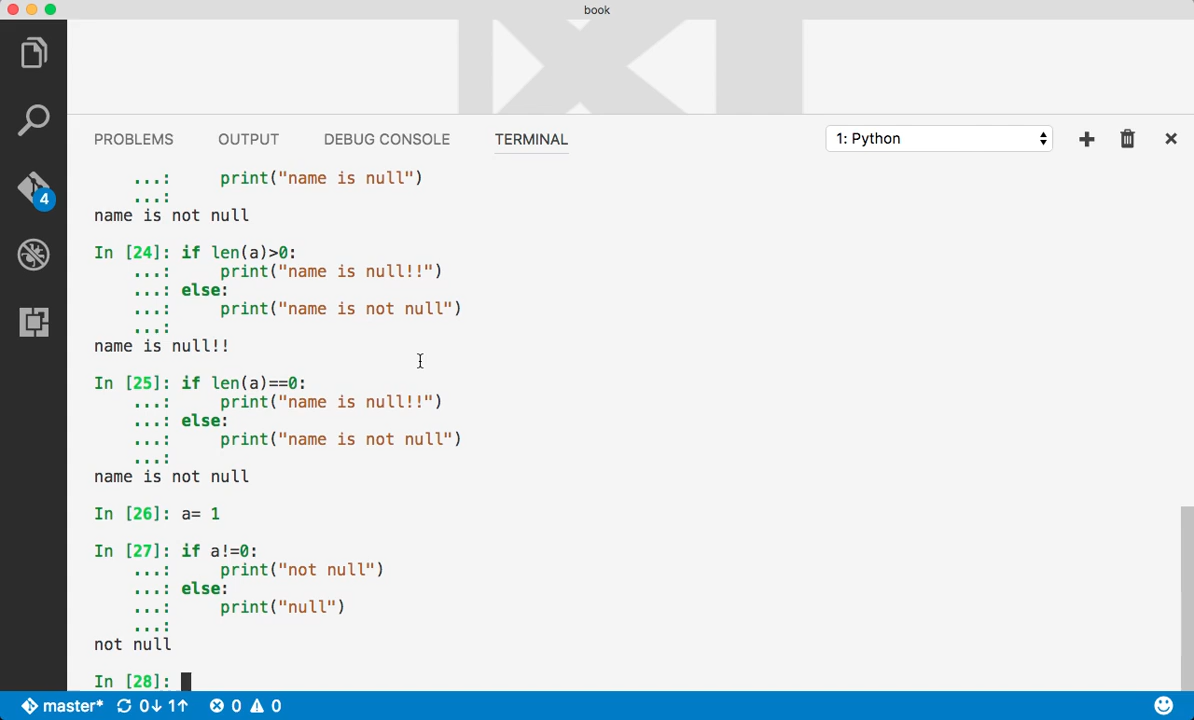 book
PROBLEMS OUTPUT DEBUG CONSOLE TERMINAL 1: Python
4
...:     print("name is null")
...:
name is not null
In [24]: if len(a)>0:
...:     print("name is null!!")
...: else:
...:     print("name is not null")
...:
name is null!!
In [25]: if len(a)==0:
...:     print("name is null!!")
...: else:
...:     print("name is not null")
...:
name is not null
In [26]: a= 1
In [27]: if a!=0:
...:     print("not null")
...: else:
...:     print("null")
...:
not null
In [28]:
master* 0↓ 1↑ 0 0